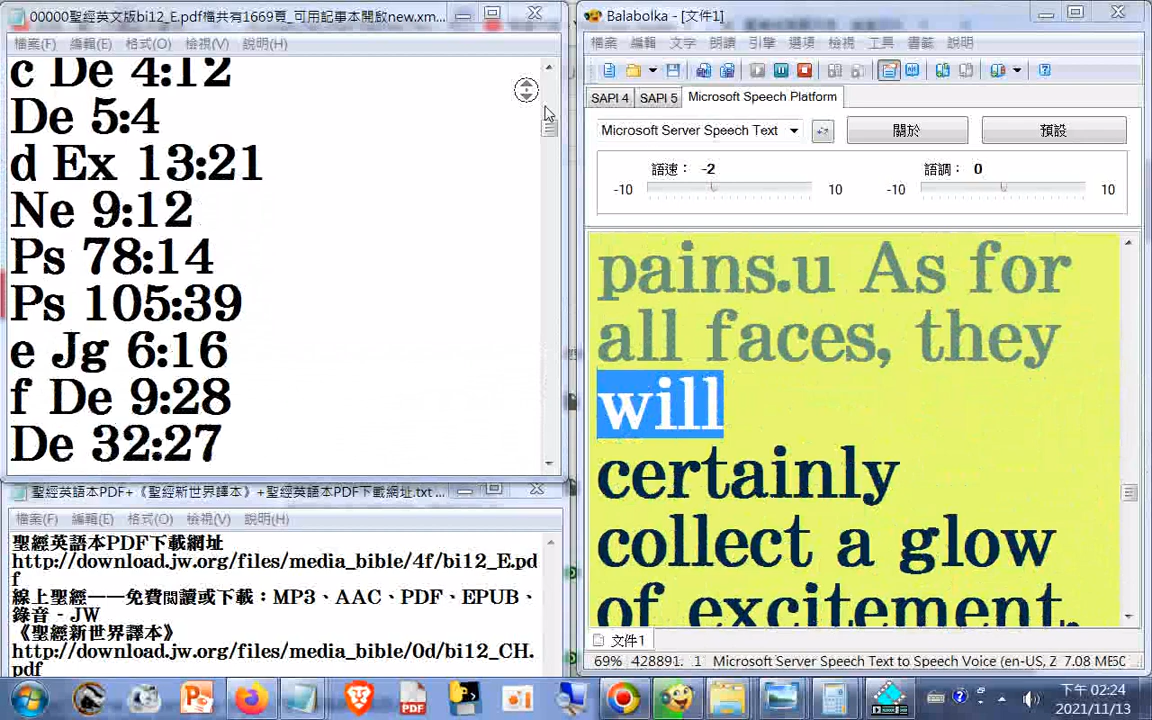 00000聖經英文版bi12_E.pdf檔共有1669頁_可用記事本開啟new.xm...
檔案(F) 編輯(E) 格式(O) 檢視(V) 說明(H)
c De 4:12
De 5:4
d Ex 13:21
Ne 9:12
Ps 78:14
Ps 105:39
e Jg 6:16
f De 9:28
De 32:27
聖經英語本PDF+《聖經新世界譯本》+聖經英語本PDF下載網址.txt ...
檔案(F) 編輯(E) 格式(O) 檢視(V) 說明(H)
聖經英語本PDF下載網址
http://download.jw.org/files/media_bible/4f/bi12_E.pd
f
線上聖經——免費閱讀或下載：MP3、AAC、PDF、EPUB、
錄音 - JW
《聖經新世界譯本》
http://download.jw.org/files/media_bible/0d/bi12_CH.
pdf
Balabolka - [文件1]
檔案 編輯 文字 朗讀 引擎 選項 檢視 工具 書籤 說明
SAPI 4 SAPI 5 Microsoft Speech Platform
Microsoft Server Speech Text 關於 預設
語速： -2 語調： 0
-10 10 -10 10
pains.u As for
all faces, they
will
certainly
collect a glow
of excitement.
文件1
69% 428891. 1 Microsoft Server Speech Text to Speech Voice (en-US, Z 7.08 ME50
PDF
下午 02:24
2021/11/13